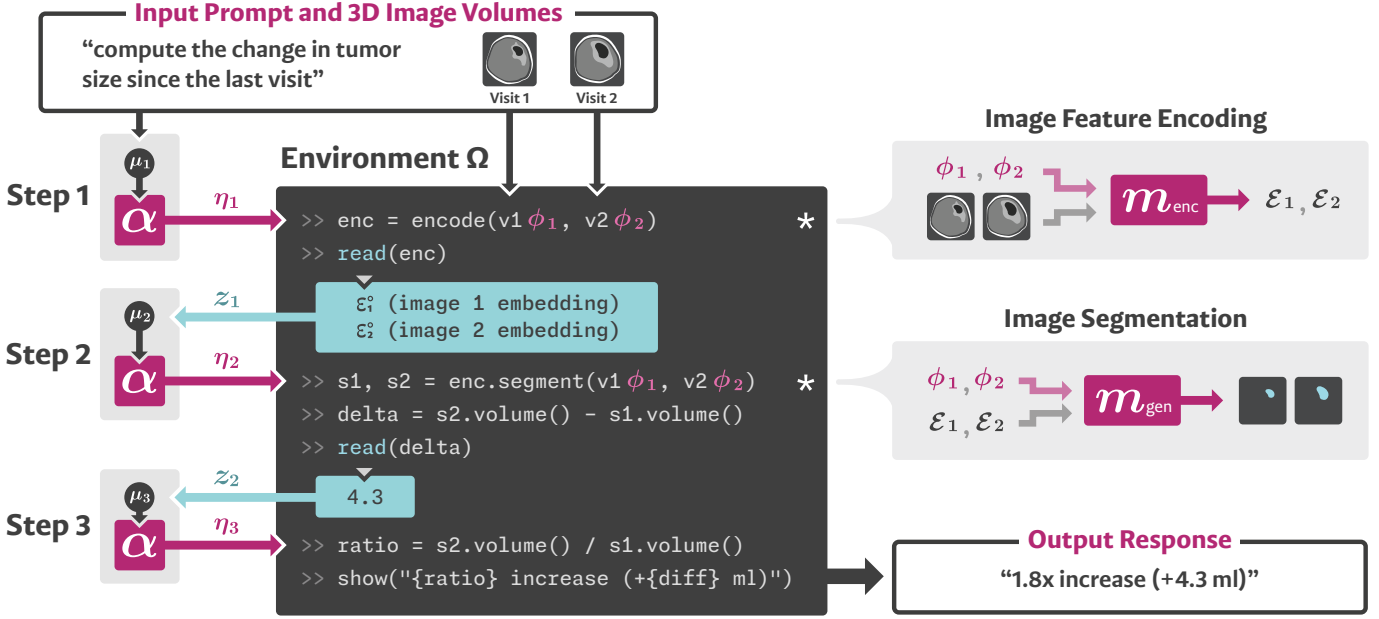 Input Prompt and 3D Image Volumes
“compute the change in tumor
size since the last visit”
Visit 1
Visit 2
Step 1
μ₁
α
η₁
Environment Ω
>> enc = encode(v1 ϕ₁, v2 ϕ₂)
>> read(enc)
*
Image Feature Encoding
ϕ₁ , ϕ₂
m enc
ℰ₁ , ℰ₂
Step 2
z₁
μ₂
α
η₂
ℰ₁° (image 1 embedding)
ℰ₂° (image 2 embedding)
>> s1, s2 = enc.segment(v1 ϕ₁, v2 ϕ₂)
>> delta = s2.volume() – s1.volume()
>> read(delta)
*
Image Segmentation
ϕ₁ , ϕ₂
ℰ₁ , ℰ₂
m gen
Step 3
z₂
μ₃
α
η₃
4.3
>> ratio = s2.volume() / s1.volume()
>> show("{ratio} increase (+{diff} ml)")
Output Response
“1.8x increase (+4.3 ml)”